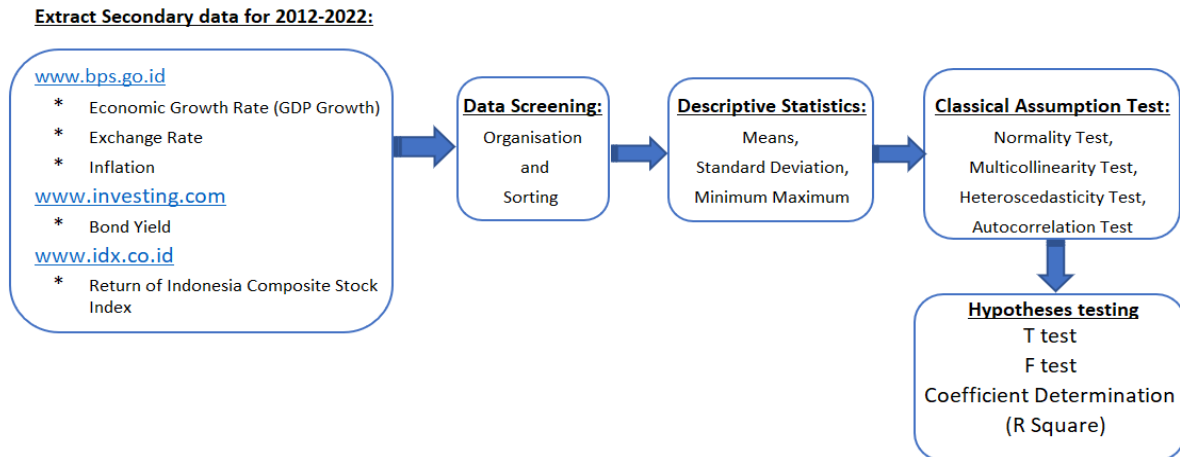 Extract Secondary data for 2012-2022:
www.bps.go.id
* Economic Growth Rate (GDP Growth)
* Exchange Rate
* Inflation
www.investing.com
* Bond Yield
www.idx.co.id
* Return of Indonesia Composite Stock
Index
Data Screening:
Organisation
and
Sorting
Descriptive Statistics:
Means,
Standard Deviation,
Minimum Maximum
Classical Assumption Test:
Normality Test,
Multicollinearity Test,
Heteroscedasticity Test,
Autocorrelation Test
Hypotheses testing
T test
F test
Coefficient Determination
(R Square)